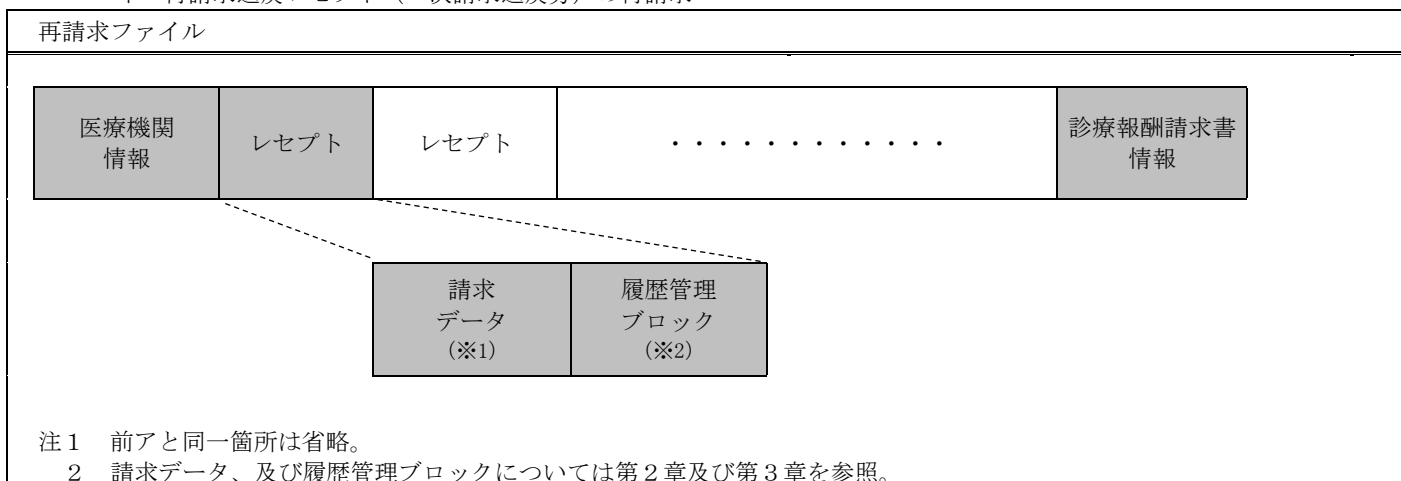 再請求ファイル
医療機関
情報
レセプト
レセプト
・・・・・・・・・・・・
診療報酬請求書
情報
請求
データ
(※1)
履歴管理
ブロック
(※2)
注１　前アと同一箇所は省略。
２　請求データ、及び履歴管理ブロックについては第２章及び第３章を参照。